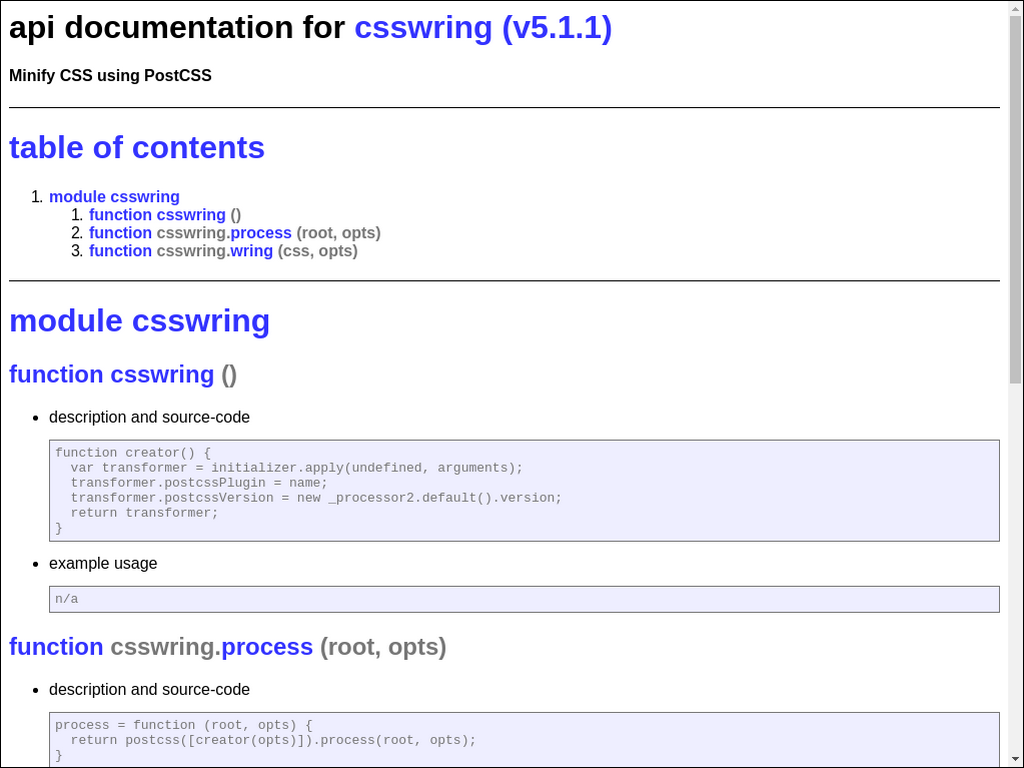 api documentation for csswring (v5.1.1)
Minify CSS using PostCSS
table of contents
1. module csswring
1. function csswring ()
2. function csswring.process (root, opts)
3. function csswring.wring (css, opts)
module csswring
function csswring ()
• description and source-code
function creator() {
  var transformer = initializer.apply(undefined, arguments);
  transformer.postcssPlugin = name;
  transformer.postcssVersion = new _processor2.default().version;
  return transformer;
}
• example usage
n/a
function csswring.process (root, opts)
• description and source-code
process = function (root, opts) {
  return postcss([creator(opts)]).process(root, opts);
}